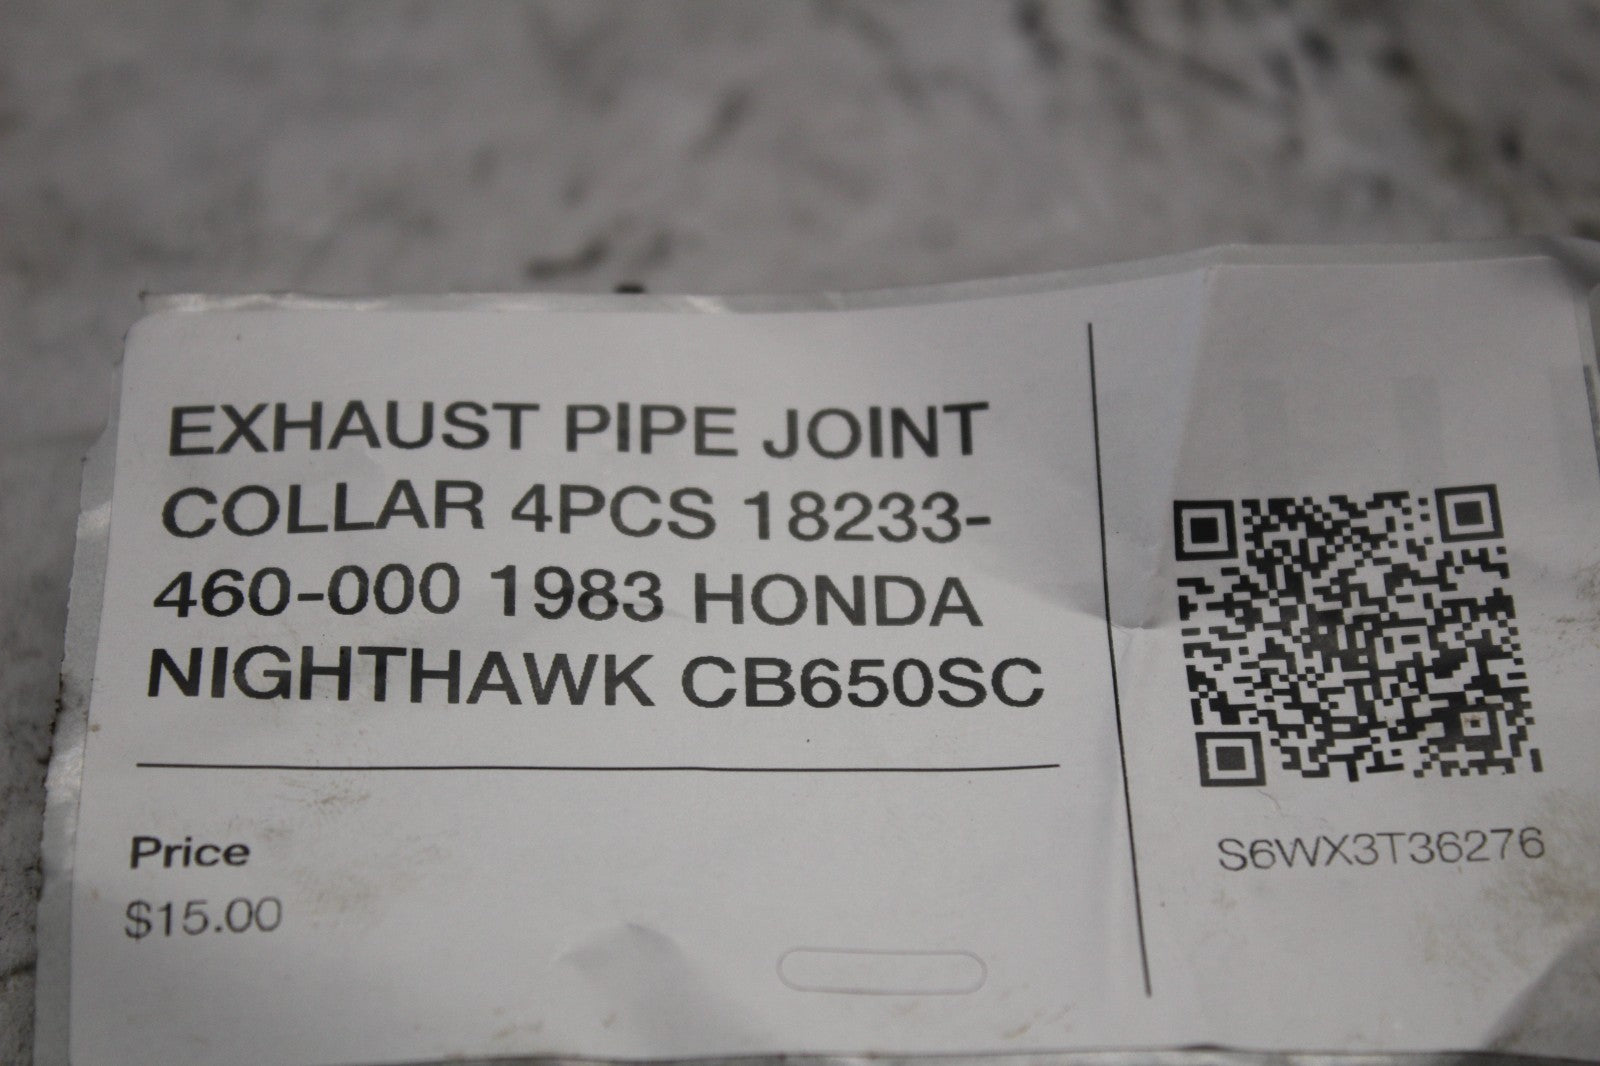 EXHAUST PIPE JOINT
COLLAR 4PCS 18233-
460-000 1983 HONDA
NIGHTHAWK CB650SC
Price
$15.00
S6WX3T36276